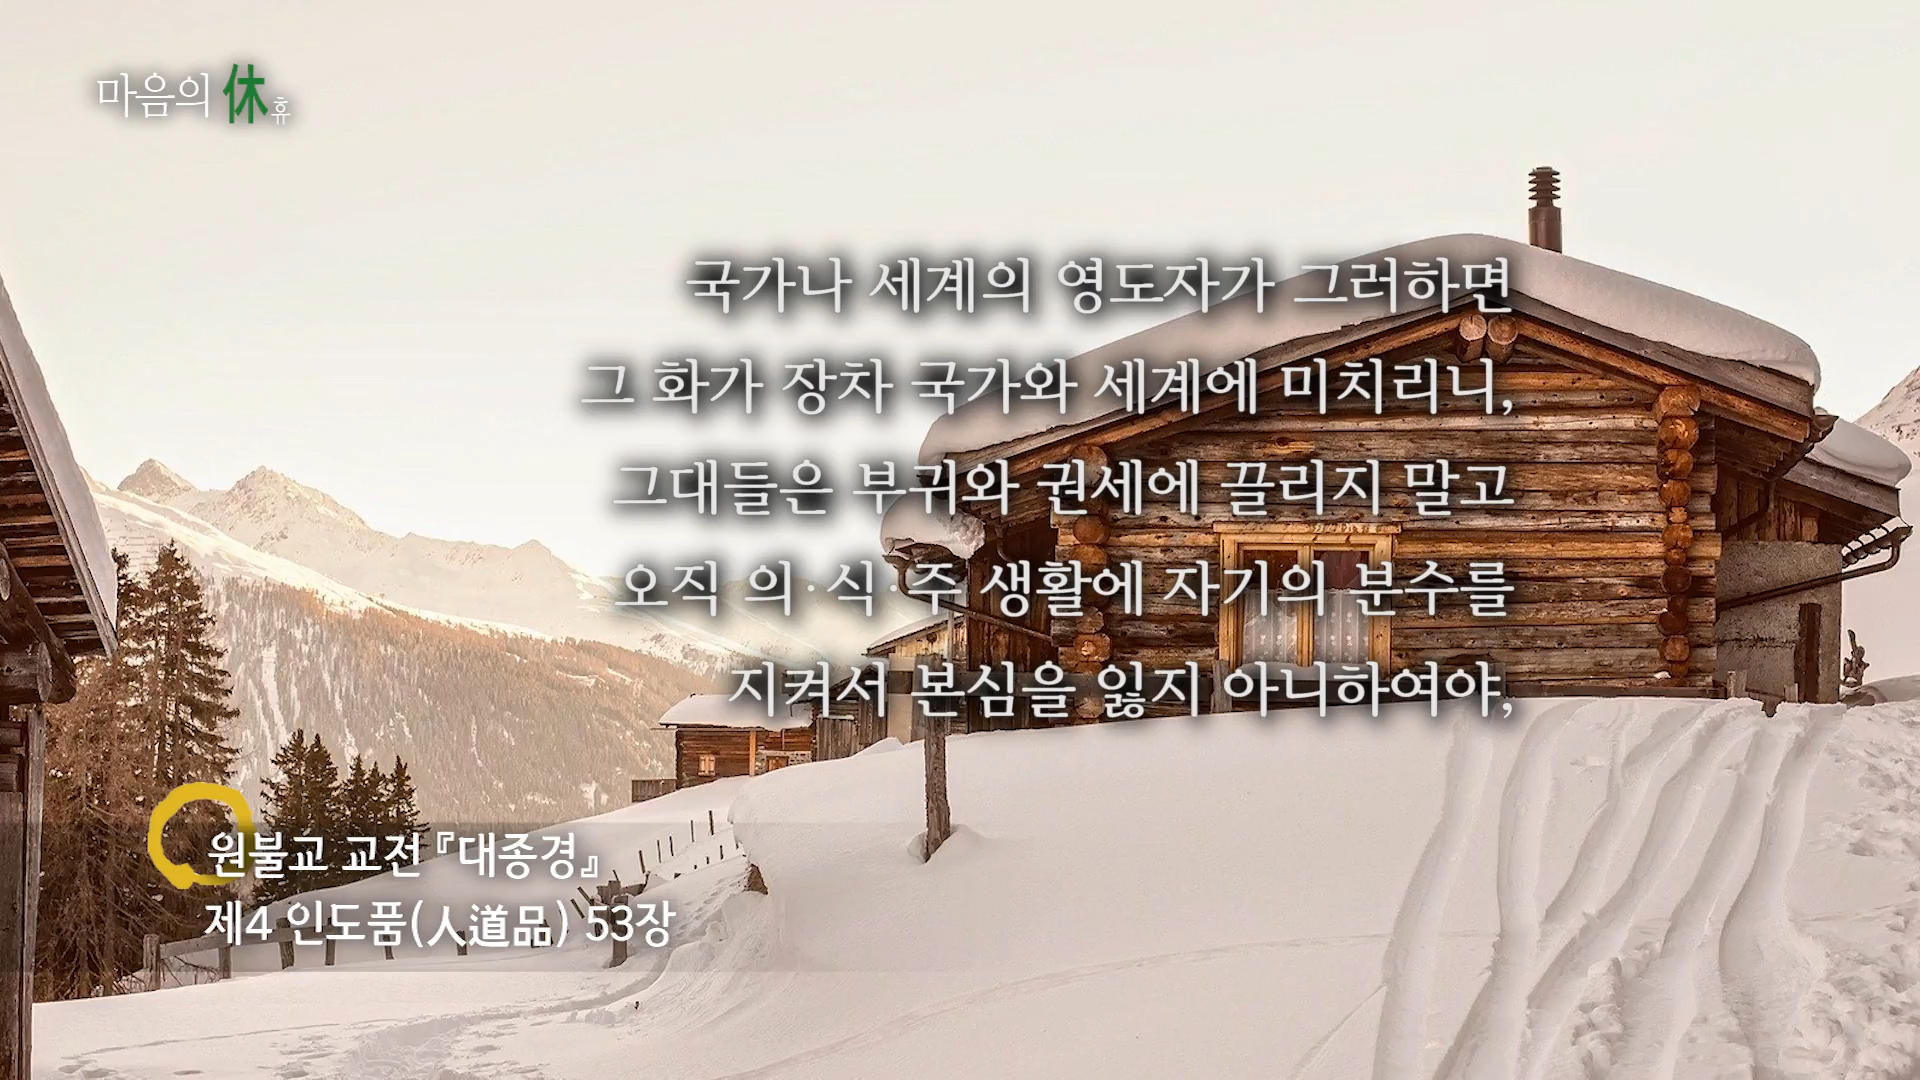 마음의 休 휴
국가나 세계의 영도자가 그러하면
그 화가 장차 국가와 세계에 미치리니,
그대들은 부귀와 권세에 끌리지 말고
오직 의·식·주 생활에 자기의 분수를
지켜서 본심을 잃지 아니하여야,
원불교 교전 『대종경』
제4 인도품(人道品) 53장